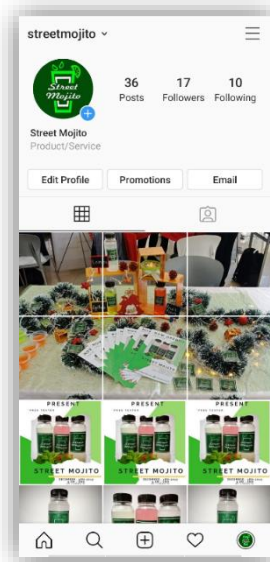 streetmojito
Street
Mojito
36
Posts
17
Followers
10
Following
Street Mojito
Product/Service
Edit Profile
Promotions
Email
PRESENT
PRESENT
PRESENT
STREET MOJITO
STREET MOJITO
STREET MOJITO